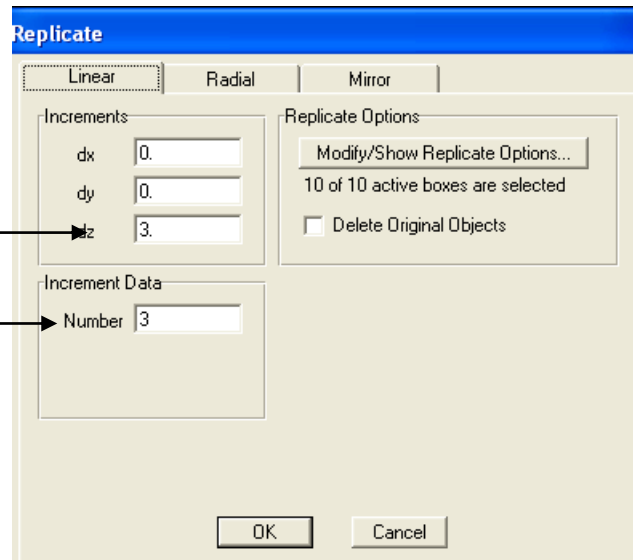 Replicate
Linear Radial Mirror
Increments
dx 0.
dy 0.
dz 3.
Replicate Options
Modify/Show Replicate Options...
10 of 10 active boxes are selected
Delete Original Objects
Increment Data
Number 3
OK Cancel